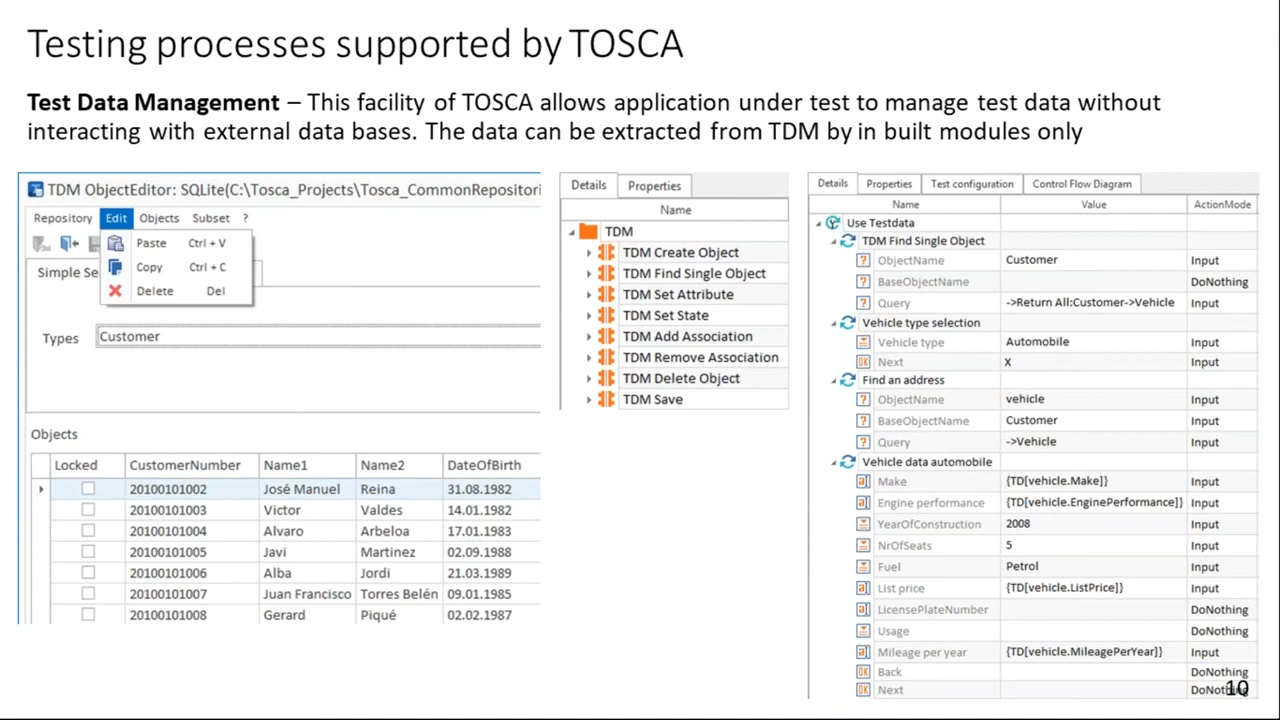 Testing processes supported by TOSCA
Test Data Management – This facility of TOSCA allows application under test to manage test data without
interacting with external data bases. The data can be extracted from TDM by in built modules only
TDM ObjectEditor: SQLite(C:\Tosca_Projects\Tosca_CommonRepositori
Repository Edit Objects Subset ?
Paste Ctrl + V
Copy Ctrl + C
Delete Del
Simple Se
Types Customer
Objects
Locked CustomerNumber Name1 Name2 DateOfBirth
20100101002 José Manuel Reina 31.08.1982
20100101003 Victor Valdes 14.01.1982
20100101004 Alvaro Arbeloa 17.01.1983
20100101005 Javi Martinez 02.09.1988
20100101006 Alba Jordi 21.03.1989
20100101007 Juan Francisco Torres Belén 09.01.1985
20100101008 Gerard Piqué 02.02.1987
Details Properties
Name
TDM
TDM Create Object
TDM Find Single Object
TDM Set Attribute
TDM Set State
TDM Add Association
TDM Remove Association
TDM Delete Object
TDM Save
Details Properties Test configuration Control Flow Diagram
Name Value ActionMode
Use Testdata
TDM Find Single Object
ObjectName Customer Input
BaseObjectName DoNothing
Query ->Return All:Customer->Vehicle Input
Vehicle type selection
Vehicle type Automobile Input
Next X Input
Find an address
ObjectName vehicle Input
BaseObjectName Customer Input
Query ->Vehicle Input
Vehicle data automobile
Make {TD[vehicle.Make]} Input
Engine performance {TD[vehicle.EnginePerformance]} Input
YearOfConstruction 2008 Input
NrOfSeats 5 Input
Fuel Petrol Input
List price {TD[vehicle.ListPrice]} Input
LicensePlateNumber DoNothing
Usage DoNothing
Mileage per year {TD[vehicle.MileagePerYear]} Input
Back DoNothing
Next DoNothing
10